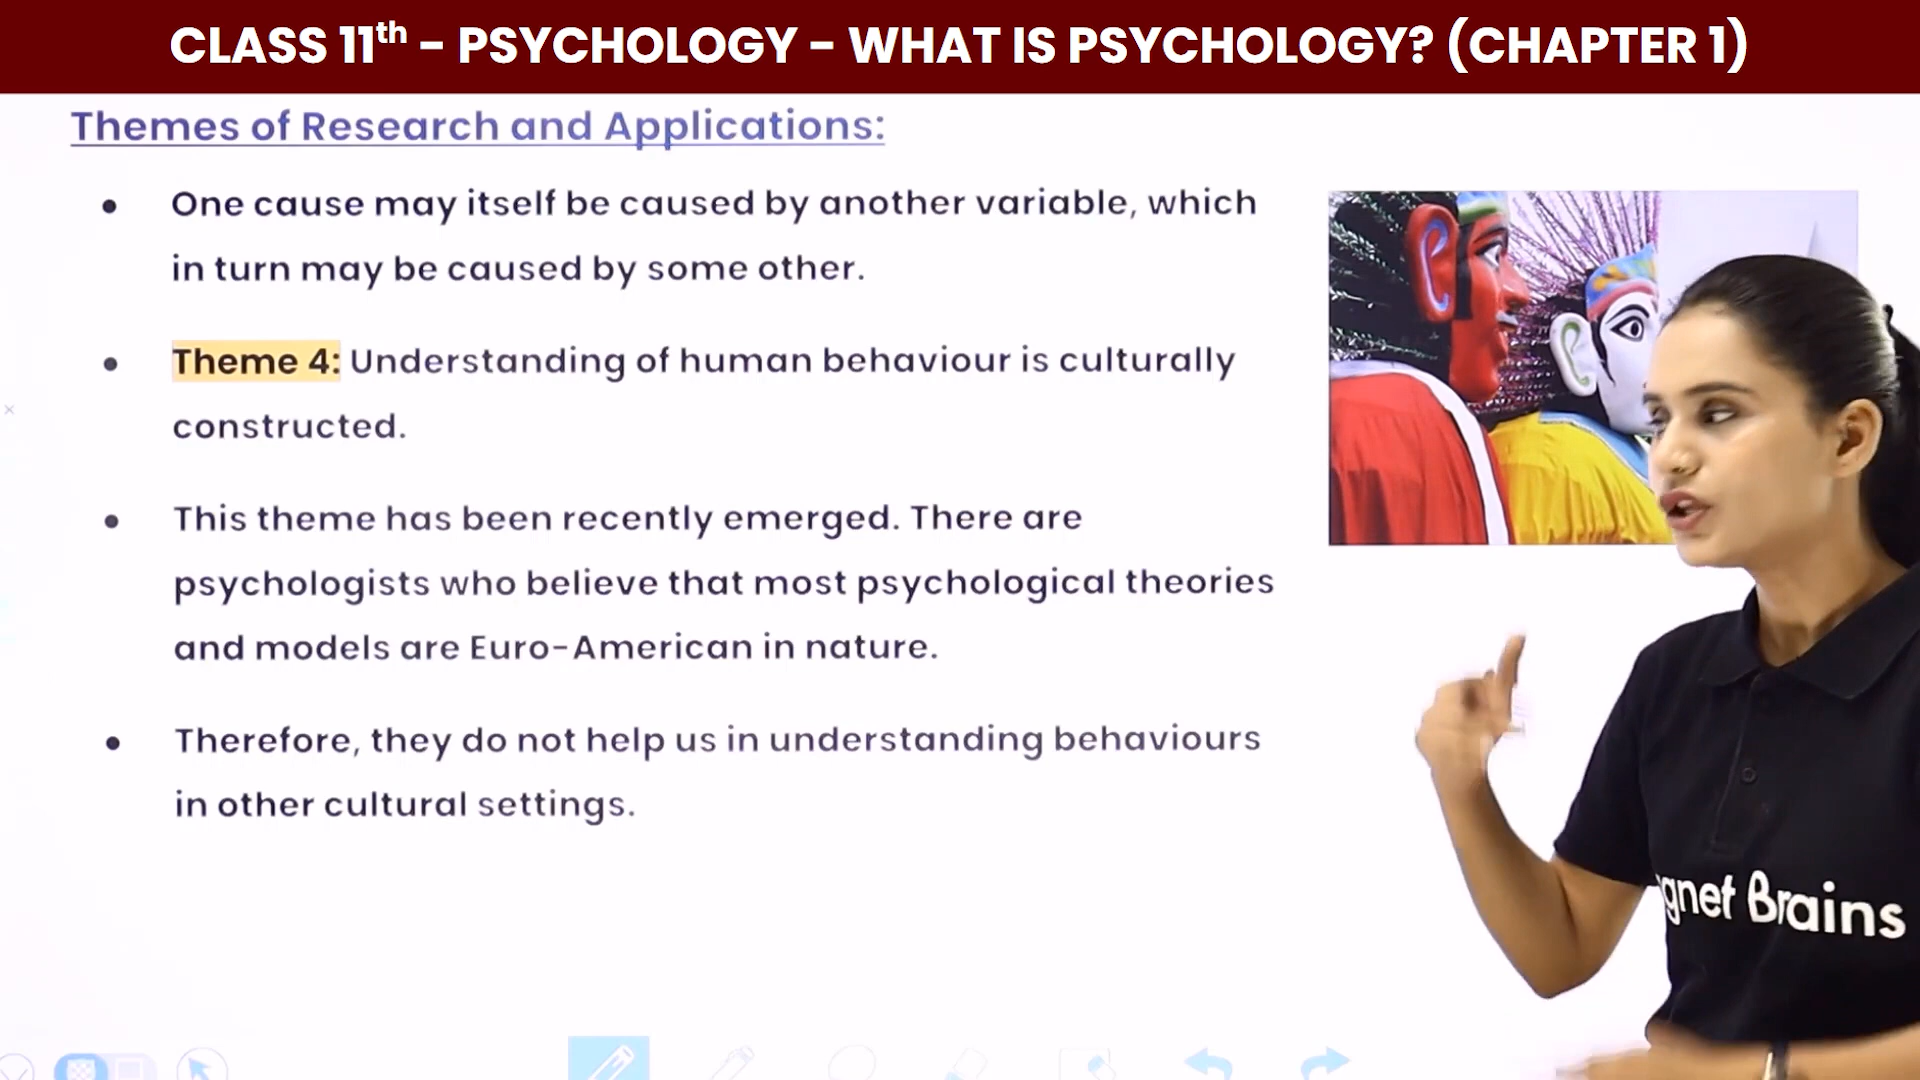 CLASS 11th – PSYCHOLOGY – WHAT IS PSYCHOLOGY? (CHAPTER 1)
Themes of Research and Applications:
• One cause may itself be caused by another variable, which
in turn may be caused by some other.
• Theme 4: Understanding of human behaviour is culturally
constructed.
• This theme has been recently emerged. There are
psychologists who believe that most psychological theories
and models are Euro-American in nature.
• Therefore, they do not help us in understanding behaviours
in other cultural settings.
gnet Brains